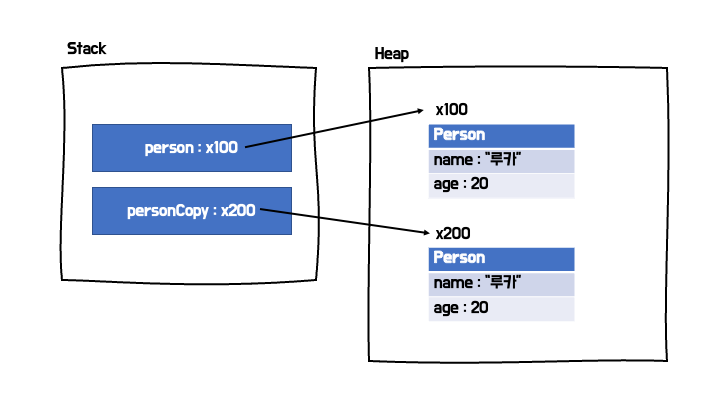 Stack
person : x100
personCopy : x200
Heap
x100
Person
name : "루카"
age : 20
x200
Person
name : "루카"
age : 20